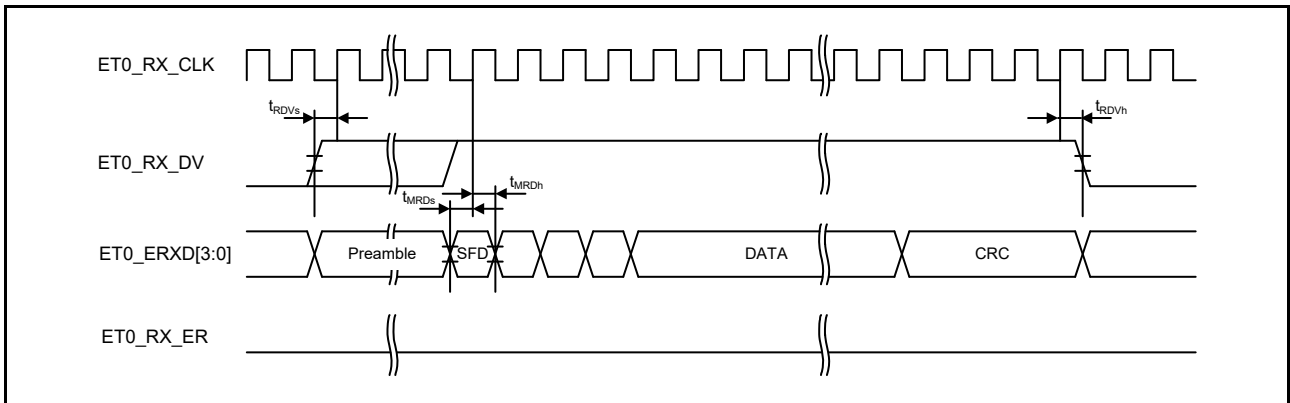 ET0_RX_CLK
tRDVs
tRDVh
ET0_RX_DV
tMRDs
tMRDh
ET0_ERXD[3:0]
Preamble
SFD
DATA
CRC
ET0_RX_ER